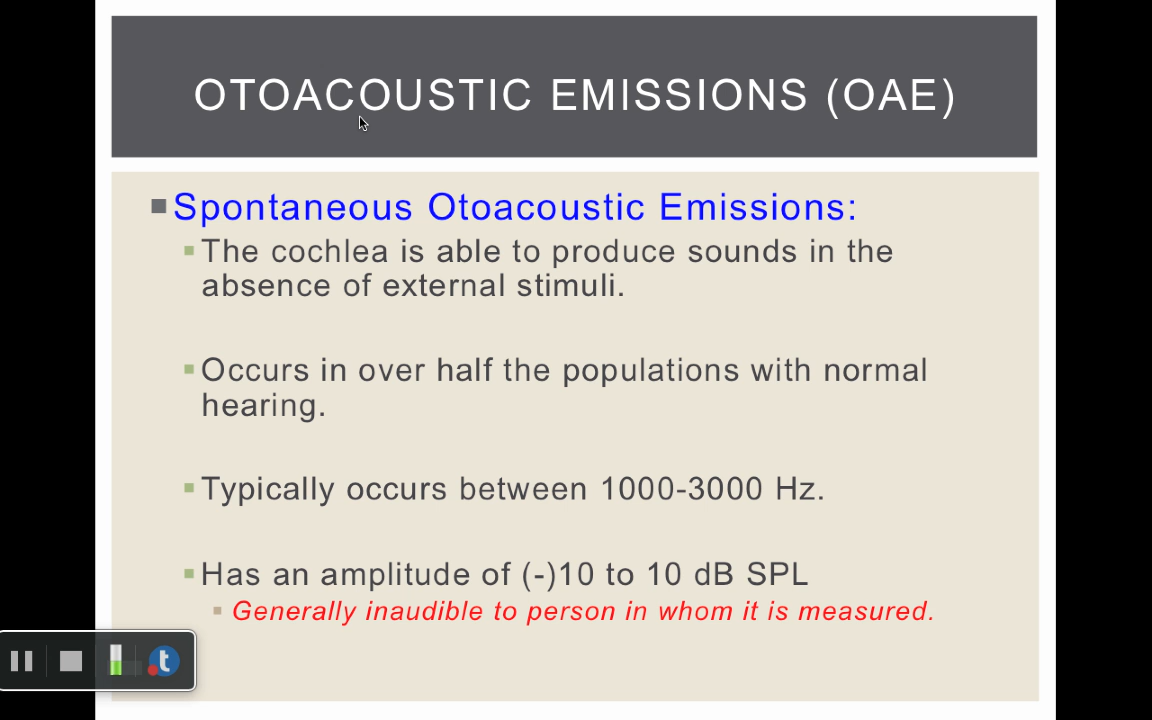 OTOACOUSTIC EMISSIONS (OAE)
Spontaneous Otoacoustic Emissions:
The cochlea is able to produce sounds in the
absence of external stimuli.
Occurs in over half the populations with normal
hearing.
Typically occurs between 1000-3000 Hz.
Has an amplitude of (-)10 to 10 dB SPL
Generally inaudible to person in whom it is measured.
t